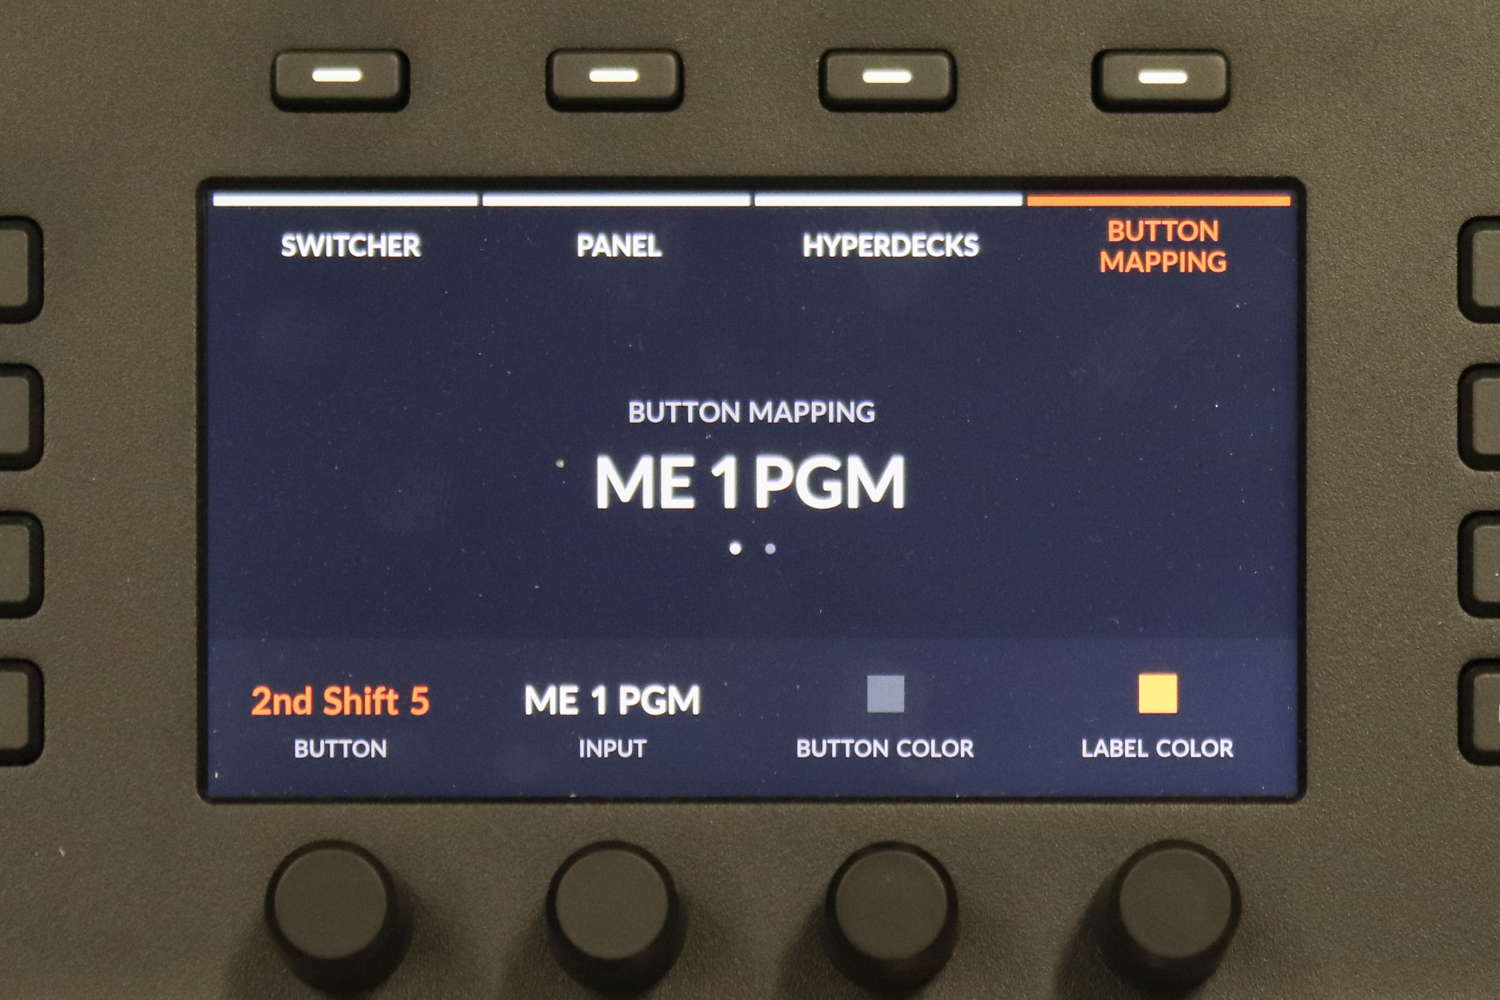 SWITCHER
PANEL
HYPERDECKS
BUTTON
MAPPING
BUTTON MAPPING
ME 1 PGM
2nd Shift 5
ME 1 PGM
BUTTON
INPUT
BUTTON COLOR
LABEL COLOR